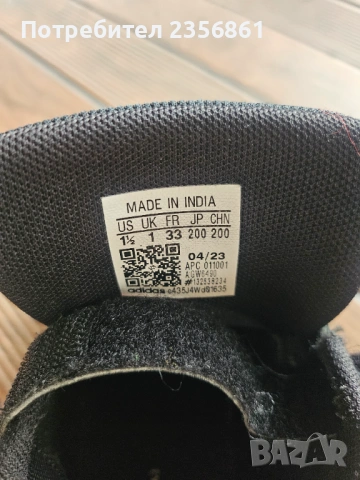 Потребител 2356861
MADE IN INDIA
US UK FR JP CHN
1½ 1 33 200 200
04/23
APC 011001
adidas
BAZAR